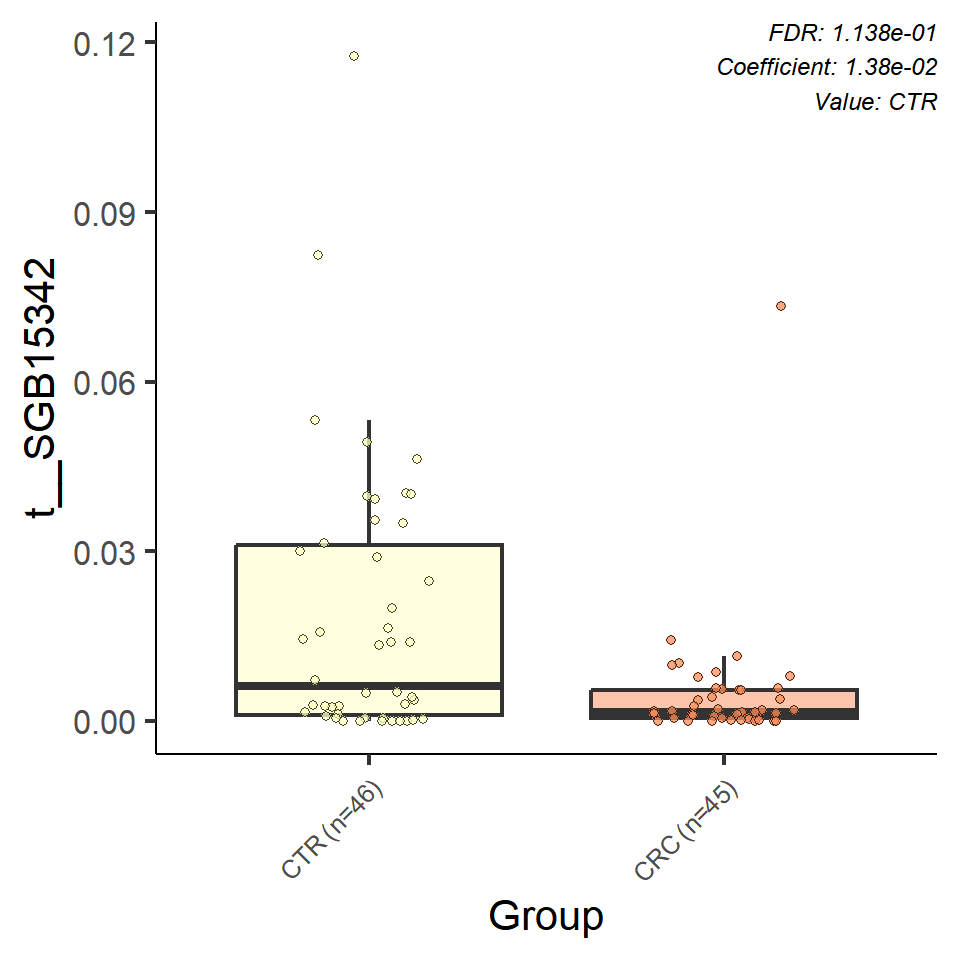 FDR: 1.138e-01
Coefficient: 1.38e-02
Value: CTR
0.12
0.09
0.06
0.03
0.00
t__SGB15342
CTR (n=46)
CRC (n=45)
Group